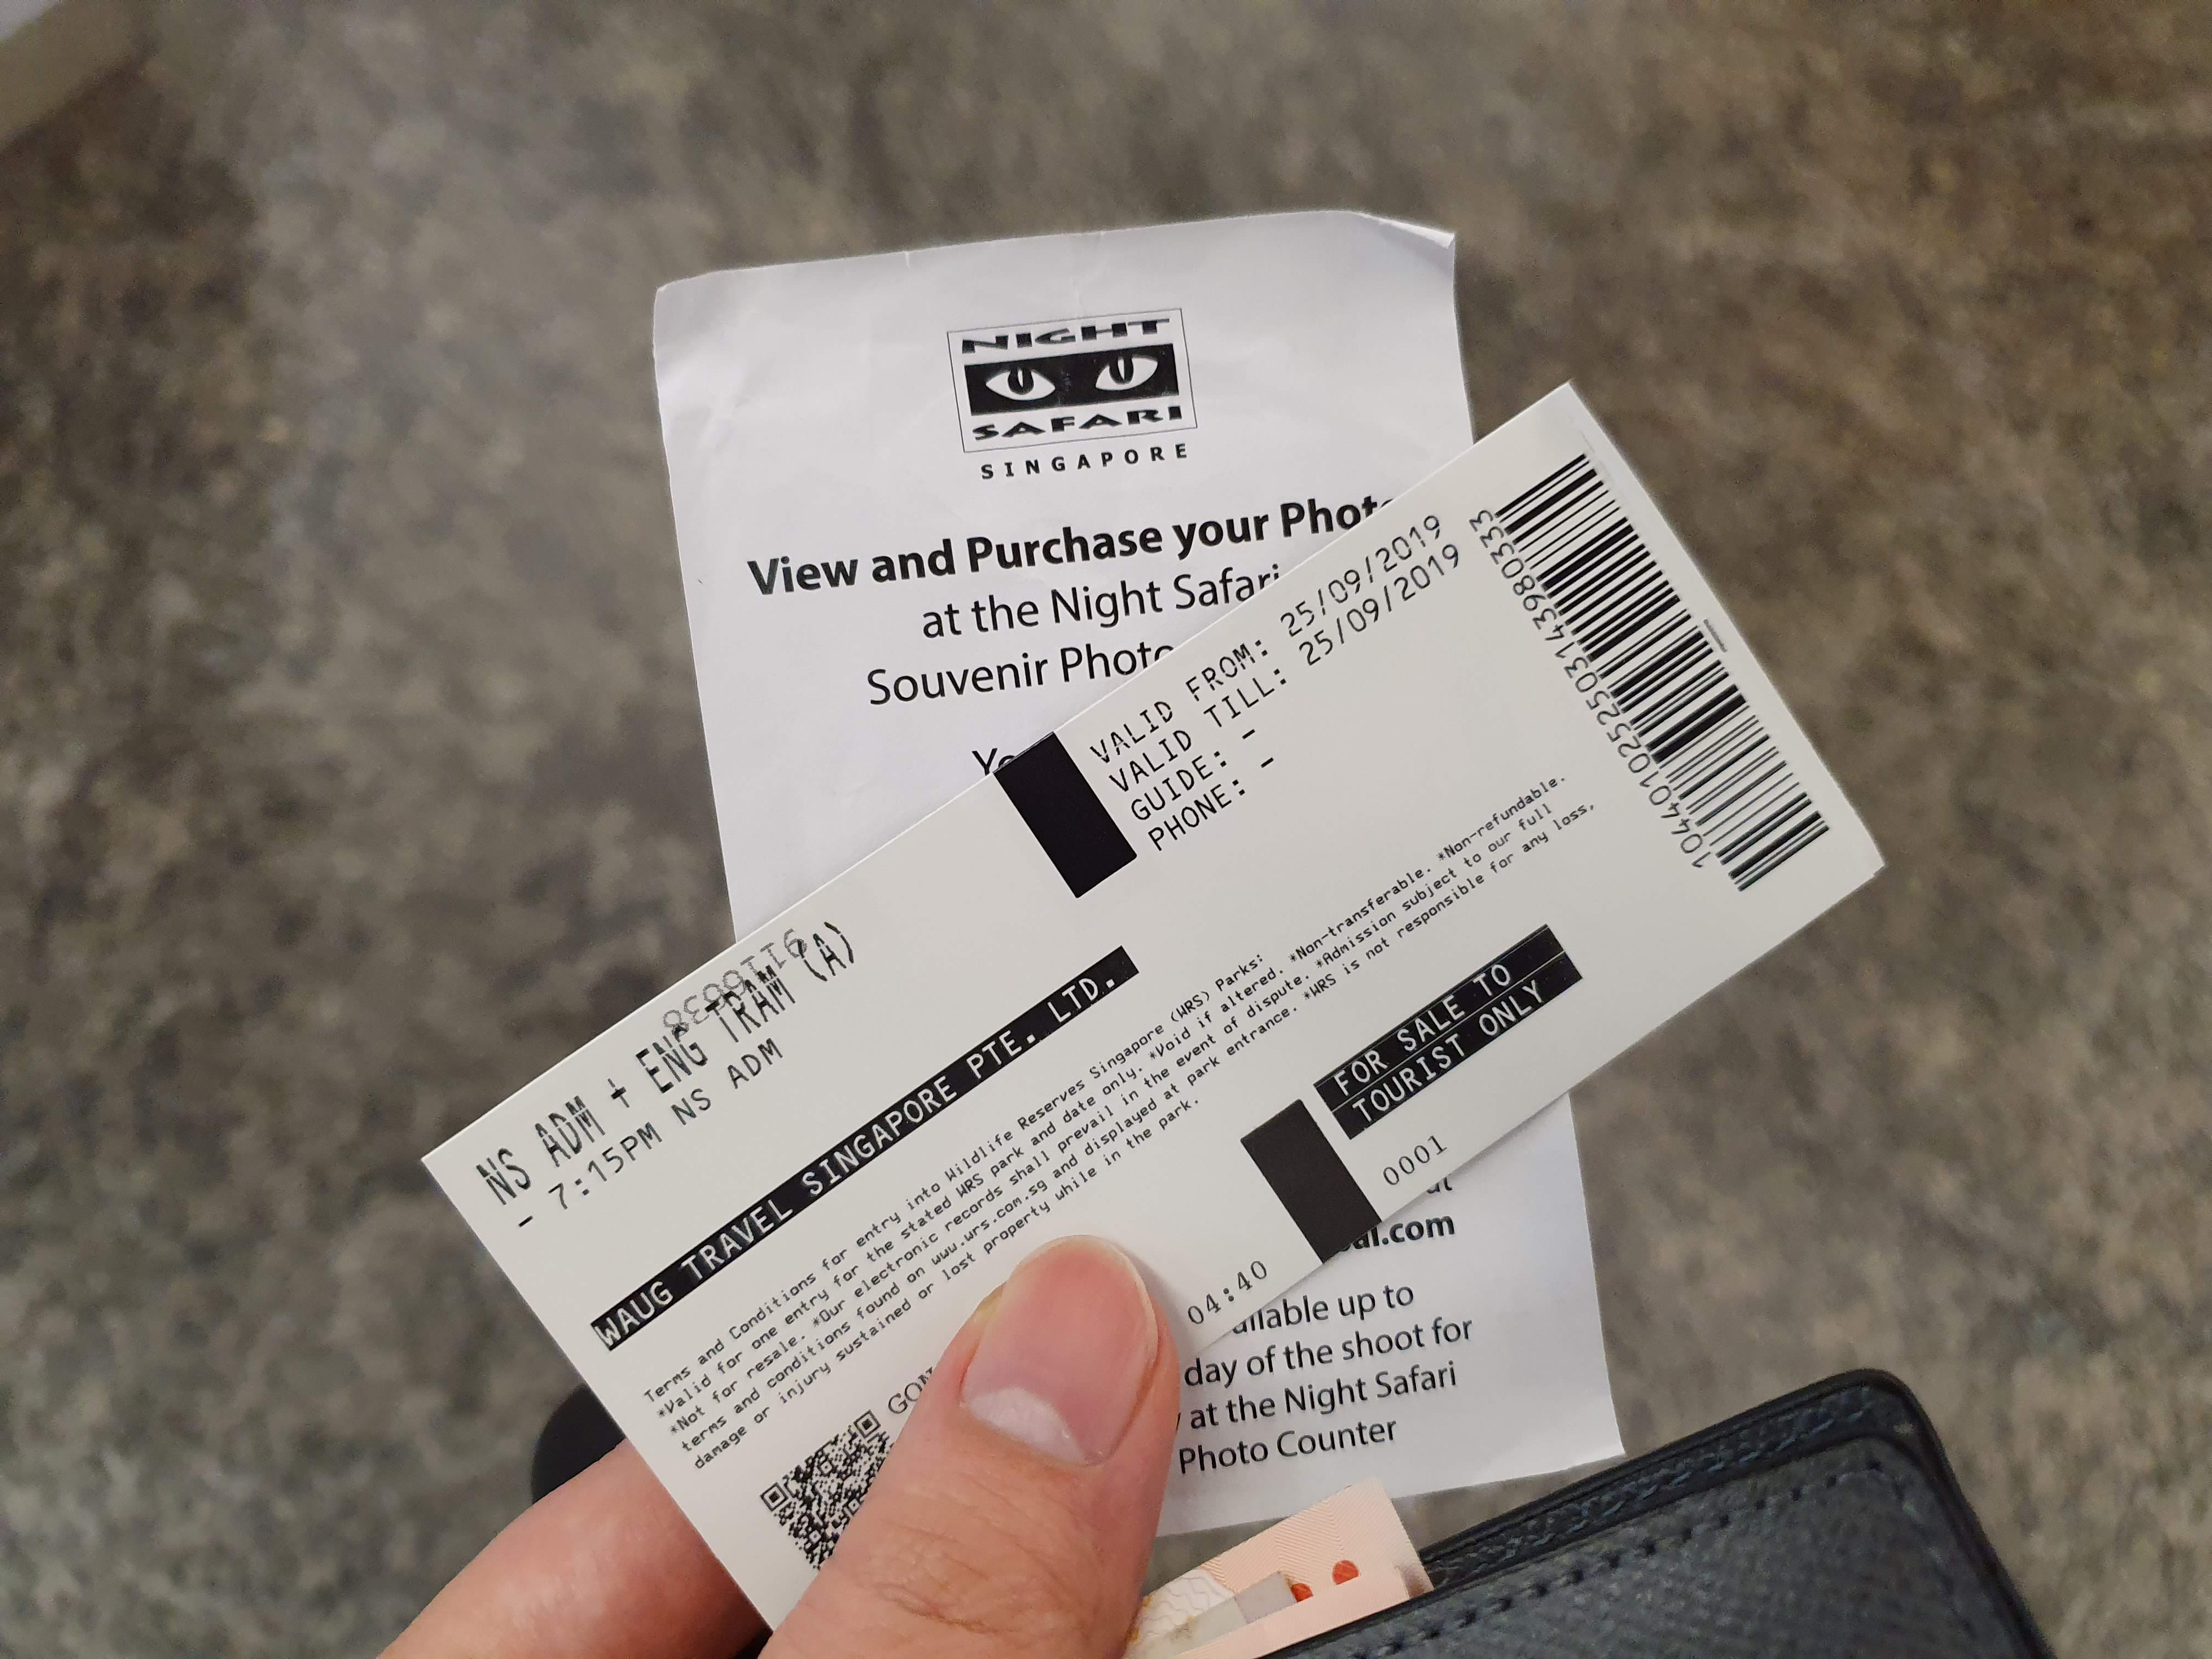 NIGHT
SAFARI
SINGAPORE
View and Purchase your
at the Night Safari
Souvenir
NS ADM + ENG TRAM (A)
- 7:15PM NS ADM
WAUG TRAVEL SINGAPORE PTE. LTD.
VALID FROM: 25/09/2019
VALID TILL: 25/09/2019
GUIDE: -
PHONE: -
Terms and Conditions for entry into Wildlife Reserves Singapore (WRS) Parks:
*Valid for one entry for the stated WRS park and date only. *Void if altered. *Non-transferable. *Non-refundable.
*Not for resale. *Our electronic records shall prevail in the event of dispute. *Admission subject to our full
terms and conditions found on www.wrs.com.sg and displayed at park entrance. *WRS is not responsible for any loss,
damage or injury sustained or lost property while in the park.
FOR SALE TO
TOURIST ONLY
0001
04:40
10440102525031439803333
up to
day of the shoot for
at the Night Safari
Photo Counter